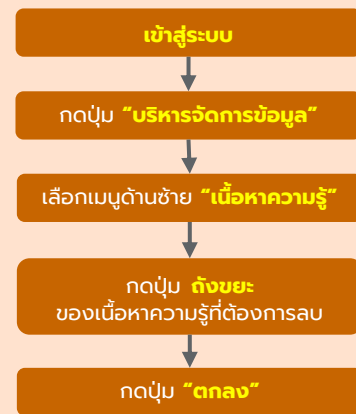 เข้าสู่ระบบ
กดปุ่ม “บริหารจัดการข้อมูล”
เลือกเมนูด้านซ้าย “เนื้อหาความรู้”
กดปุ่ม ถังขยะ
ของเนื้อหาความรู้ที่ต้องการลบ
กดปุ่ม “ตกลง”